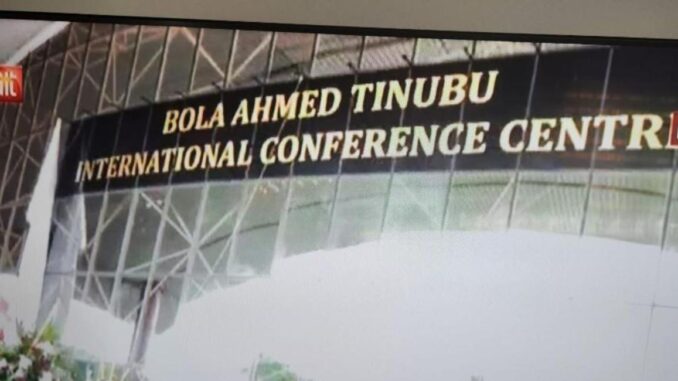 BOLA AHMED TINUBU
INTERNATIONAL CONFERENCE CENTR